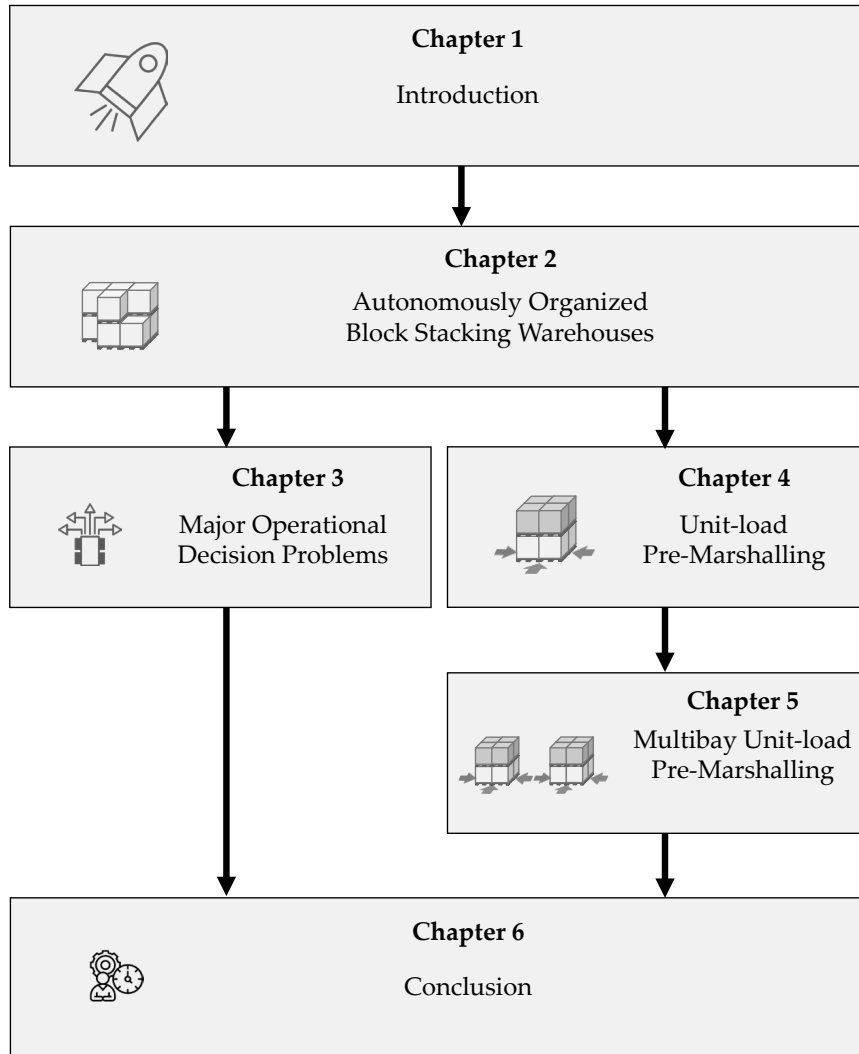 Chapter 1
Introduction
Chapter 2
Autonomously Organized
Block Stacking Warehouses
Chapter 3
Major Operational
Decision Problems
Chapter 4
Unit-load
Pre-Marshalling
Chapter 5
Multibay Unit-load
Pre-Marshalling
Chapter 6
Conclusion